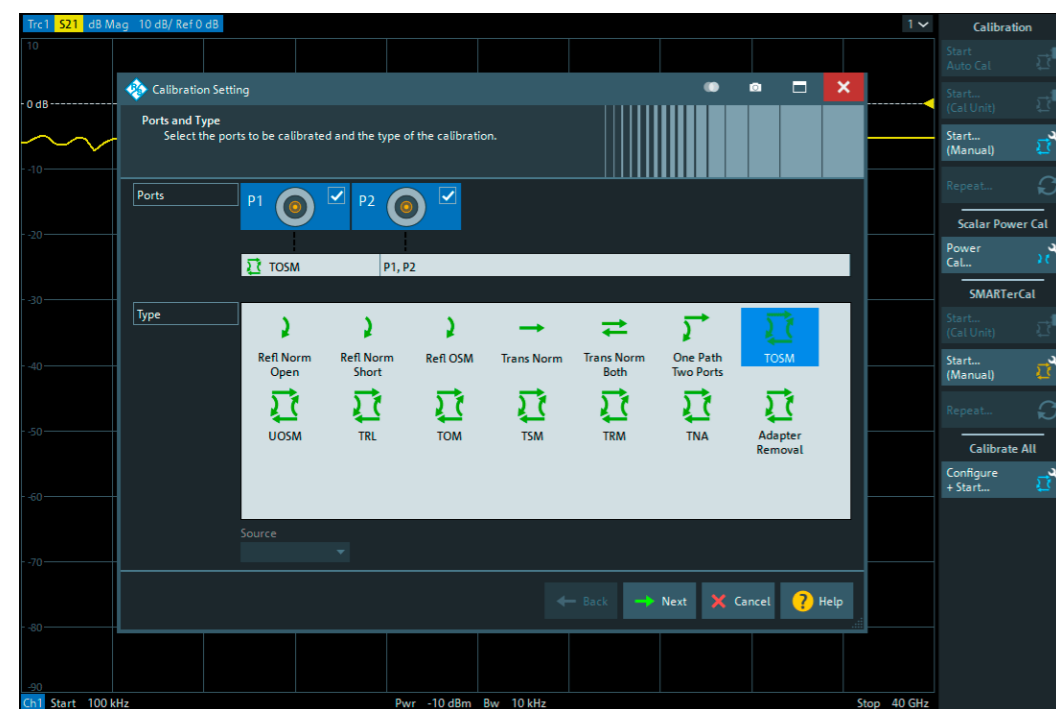 Trc1 S21 dB Mag 10 dB/ Ref 0 dB
1
10
0 dB
-10
-20
-30
-40
-50
-60
-70
-80
-90
Calibration Setting
Ports and Type
Select the ports to be calibrated and the type of the calibration.
Ports
P1
P2
TOSM
P1, P2
Type
Refl Norm
Open
Refl Norm
Short
Refl OSM
Trans Norm
Trans Norm
Both
One Path
Two Ports
TOSM
UOSM
TRL
TOM
TSM
TRM
TNA
Adapter
Removal
Source
Back
Next
Cancel
? Help
Ch1 Start 100 kHz
Pwr -10 dBm Bw 10 kHz
Stop 40 GHz
Calibration
Start
Auto Cal
Start...
(Cal Unit)
Start...
(Manual)
Repeat...
Scalar Power Cal
Power
Cal...
SMARTerCal
Start...
(Cal Unit)
Start...
(Manual)
Repeat...
Calibrate All
Configure
+ Start...